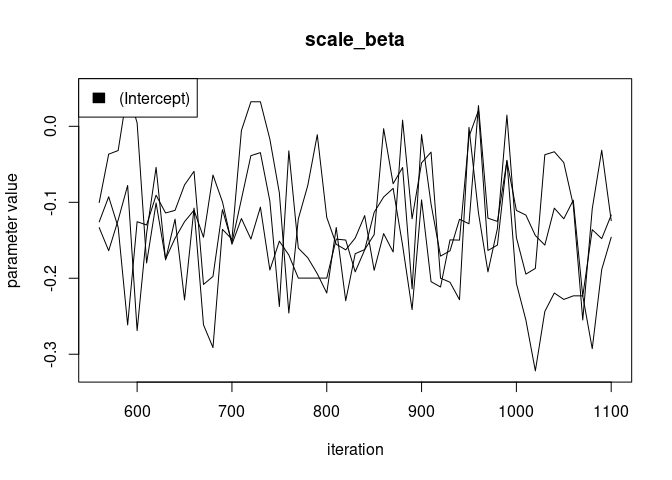 scale_beta
(Intercept)
parameter value
0.0
-0.1
-0.2
-0.3
600 700 800 900 1000 1100
iteration